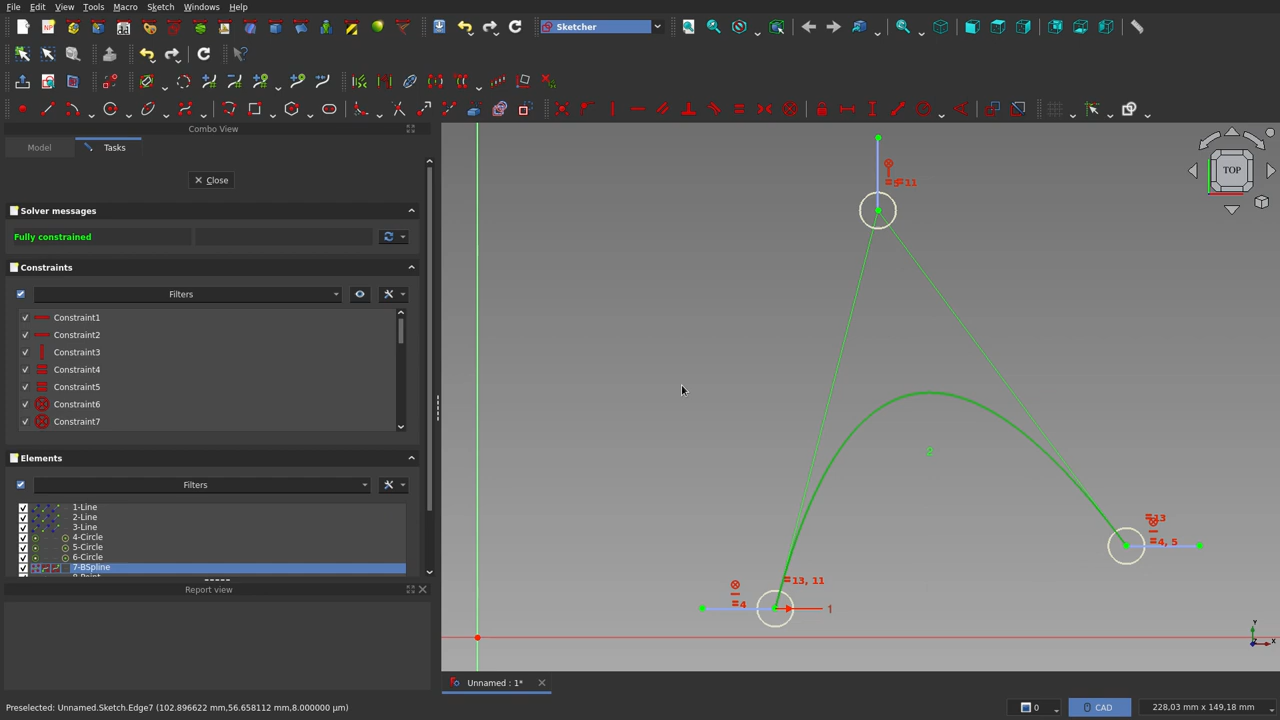 File Edit View Tools Macro Sketch Windows Help
Sketcher
Combo View
Model Tasks
Close
Solver messages
Fully constrained
Constraints
Filters
Constraint1
Constraint2
Constraint3
Constraint4
Constraint5
Constraint6
Constraint7
Elements
Filters
1-Line
2-Line
3-Line
4-Circle
5-Circle
6-Circle
7-BSpline
8-Point
Report view
TOP
2
13
4, 5
13, 11
4
1
Y
X
Unnamed : 1*
Preselected: Unnamed.Sketch.Edge7 (102.896622 mm,56.658112 mm,8.000000 µm)
0
CAD
228,03 mm x 149,18 mm